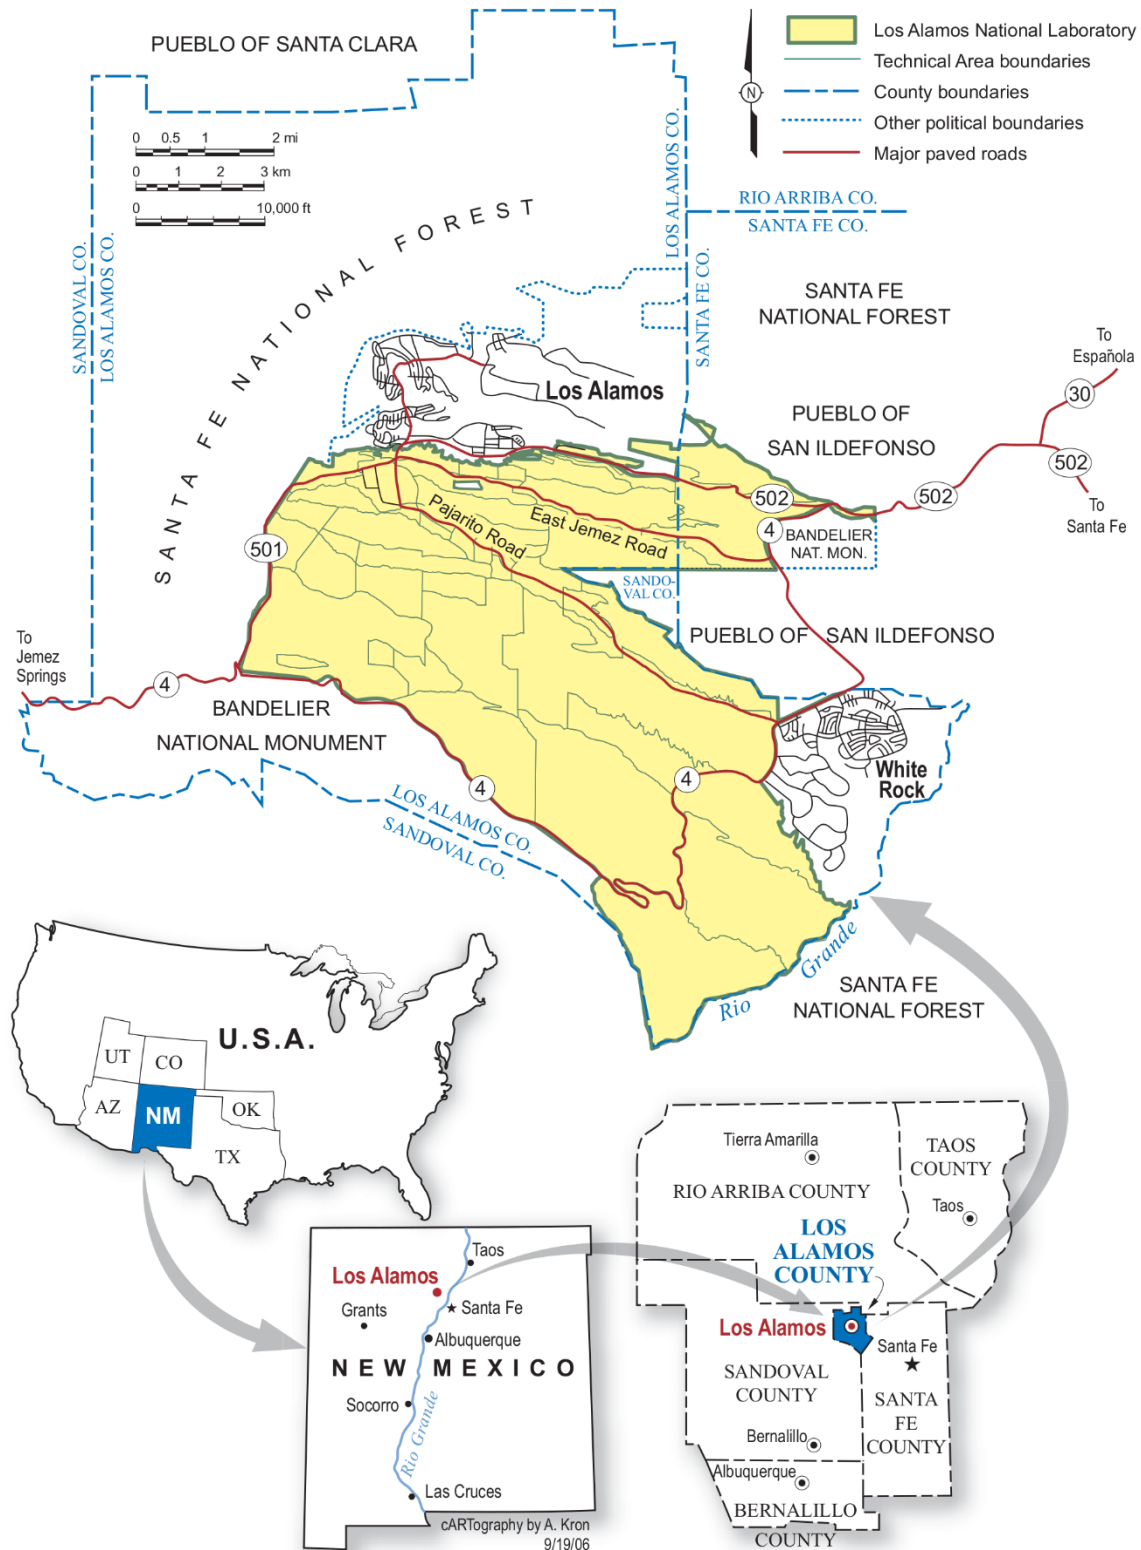 PUEBLO OF SANTA CLARA
Los Alamos National Laboratory
Technical Area boundaries
County boundaries
Other political boundaries
Major paved roads
N
0 0.5 1 2 mi
0 1 2 3 km
0 10,000 ft
SANDOVAL CO.
LOS ALAMOS CO.
LOS ALAMOS CO.
SANTA FE CO.
RIO ARRIBA CO.
SANTA FE CO.
SANTA FE NATIONAL FOREST
SANTA FE
NATIONAL FOREST
To
Española
30
Los Alamos
PUEBLO OF
SAN ILDEFONSO
502
502
502
To
Santa Fe
4
BANDELIER
NAT. MON.
501
Pajarito Road
East Jemez Road
SANDO-
VAL CO.
PUEBLO OF SAN ILDEFONSO
To
Jemez
Springs
4
BANDELIER
NATIONAL MONUMENT
4
4
White
Rock
LOS ALAMOS CO.
SANDOVAL CO.
Rio Grande
SANTA FE
NATIONAL FOREST
U.S.A.
UT
CO
AZ
NM
OK
TX
Taos
Los Alamos
Santa Fe
Grants
Albuquerque
NEW MEXICO
Socorro
Rio Grande
Las Cruces
cARTography by A. Kron
9/19/06
Tierra Amarilla
RIO ARRIBA COUNTY
TAOS
COUNTY
Taos
LOS
ALAMOS
COUNTY
Los Alamos
Santa Fe
SANDOVAL
COUNTY
SANTA
FE
COUNTY
Bernalillo
Albuquerque
BERNALILLO
COUNTY